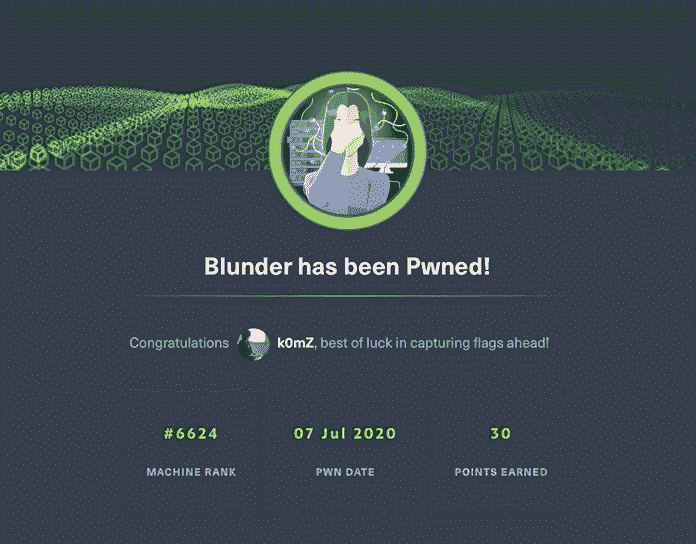 Blunder has been Pwned!
Congratulations k0mZ, best of luck in capturing flags ahead!
#6624 07 Jul 2020 30
MACHINE RANK PWN DATE POINTS EARNED